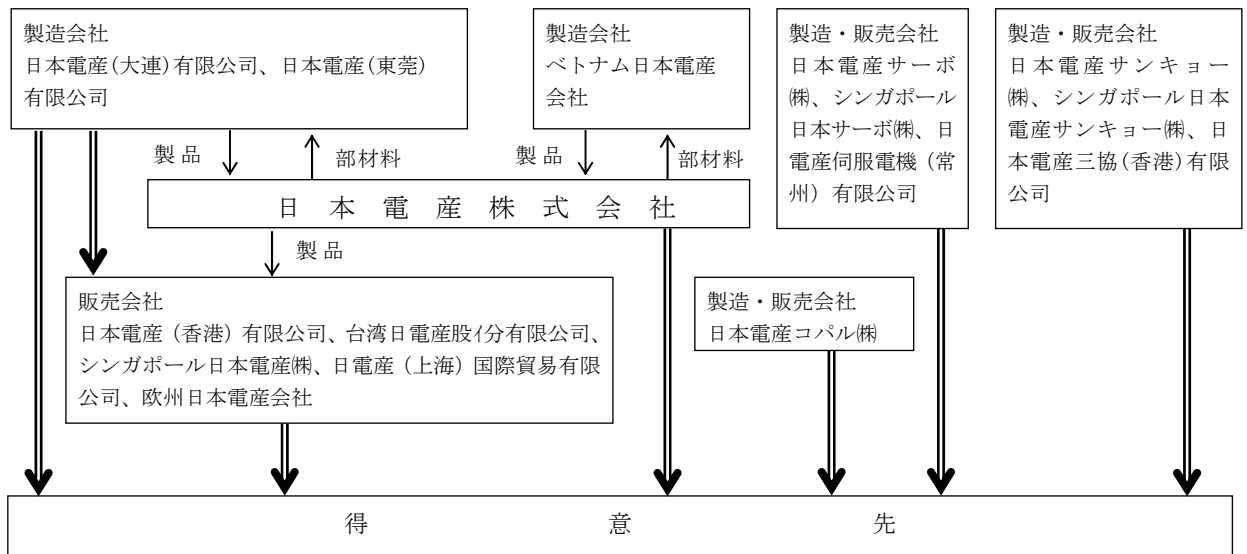 製造会社
日本電産(大連)有限公司、日本電産(東莞)
有限公司
製造会社
ベトナム日本電産
会社
製造・販売会社
日本電産サーボ
㈱、シンガポール
日本サーボ㈱、日
電産伺服電機（常
州）有限公司
製造・販売会社
日本電産サンキョー
㈱、シンガポール日本
電産サンキョー㈱、日
本電産三協(香港)有限
公司
製 品
部材料
製 品
部材料
日 本 電 産 株 式 会 社
製 品
販売会社
日本電産（香港）有限公司、台湾日電産股イ分有限公司、
シンガポール日本電産㈱、日電産（上海）国際貿易有限
公司、欧州日本電産会社
製造・販売会社
日本電産コパル㈱
得 意 先